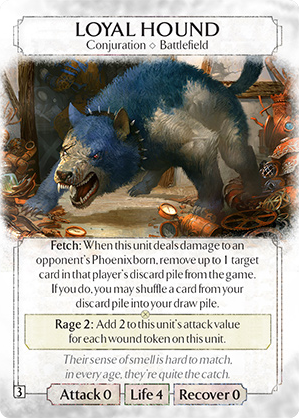 LOYAL HOUND
Conjuration ◇ Battlefield
Fetch: When this unit deals damage to an
opponent's Phoenixborn, remove up to 1 target
card in that player's discard pile from the game.
If you do, you may shuffle a card from your
discard pile into your draw pile.
Rage 2: Add 2 to this unit's attack value
for each wound token on this unit.
Their sense of smell is hard to match,
in every age, they're quite the catch.
3 Attack 0 Life 4 Recover 0